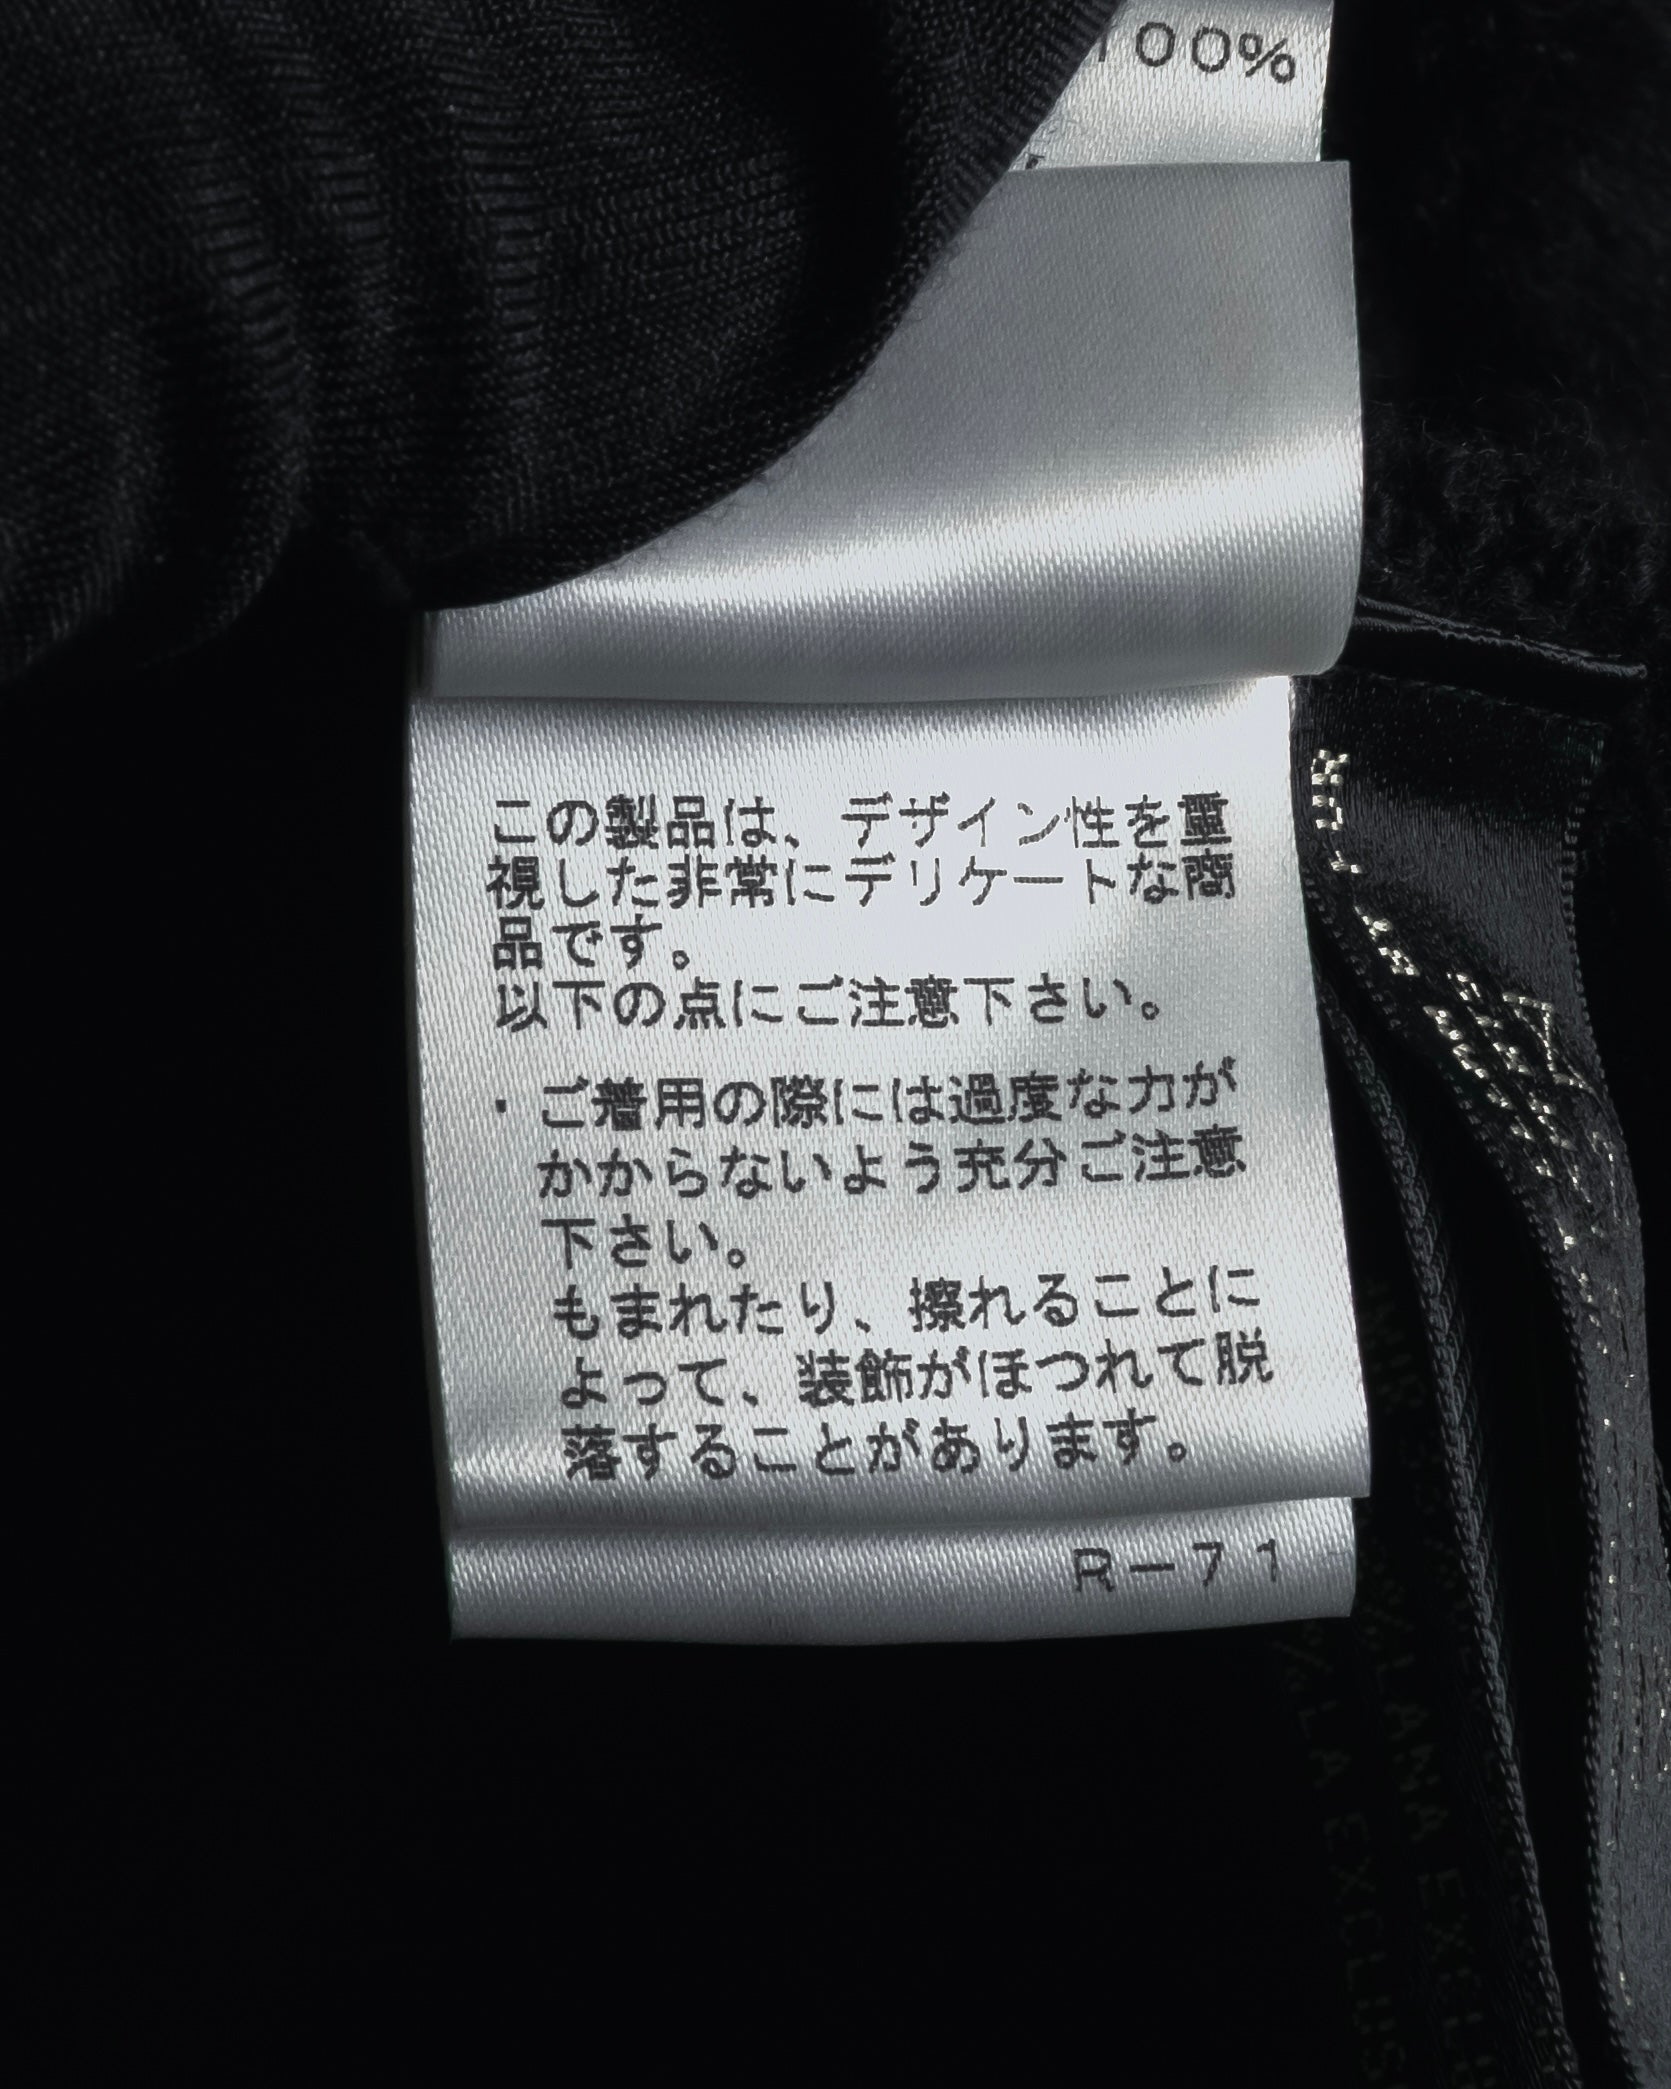 100%
この製品は、デザイン性を重
視した非常にデリケートな商
品です。
以下の点にご注意下さい。
・ご着用の際には過度な力が
かからないよう充分ご注意
下さい。
もまれたり、擦れることに
よって、装飾がほつれて脱
落することがあります。
R-71